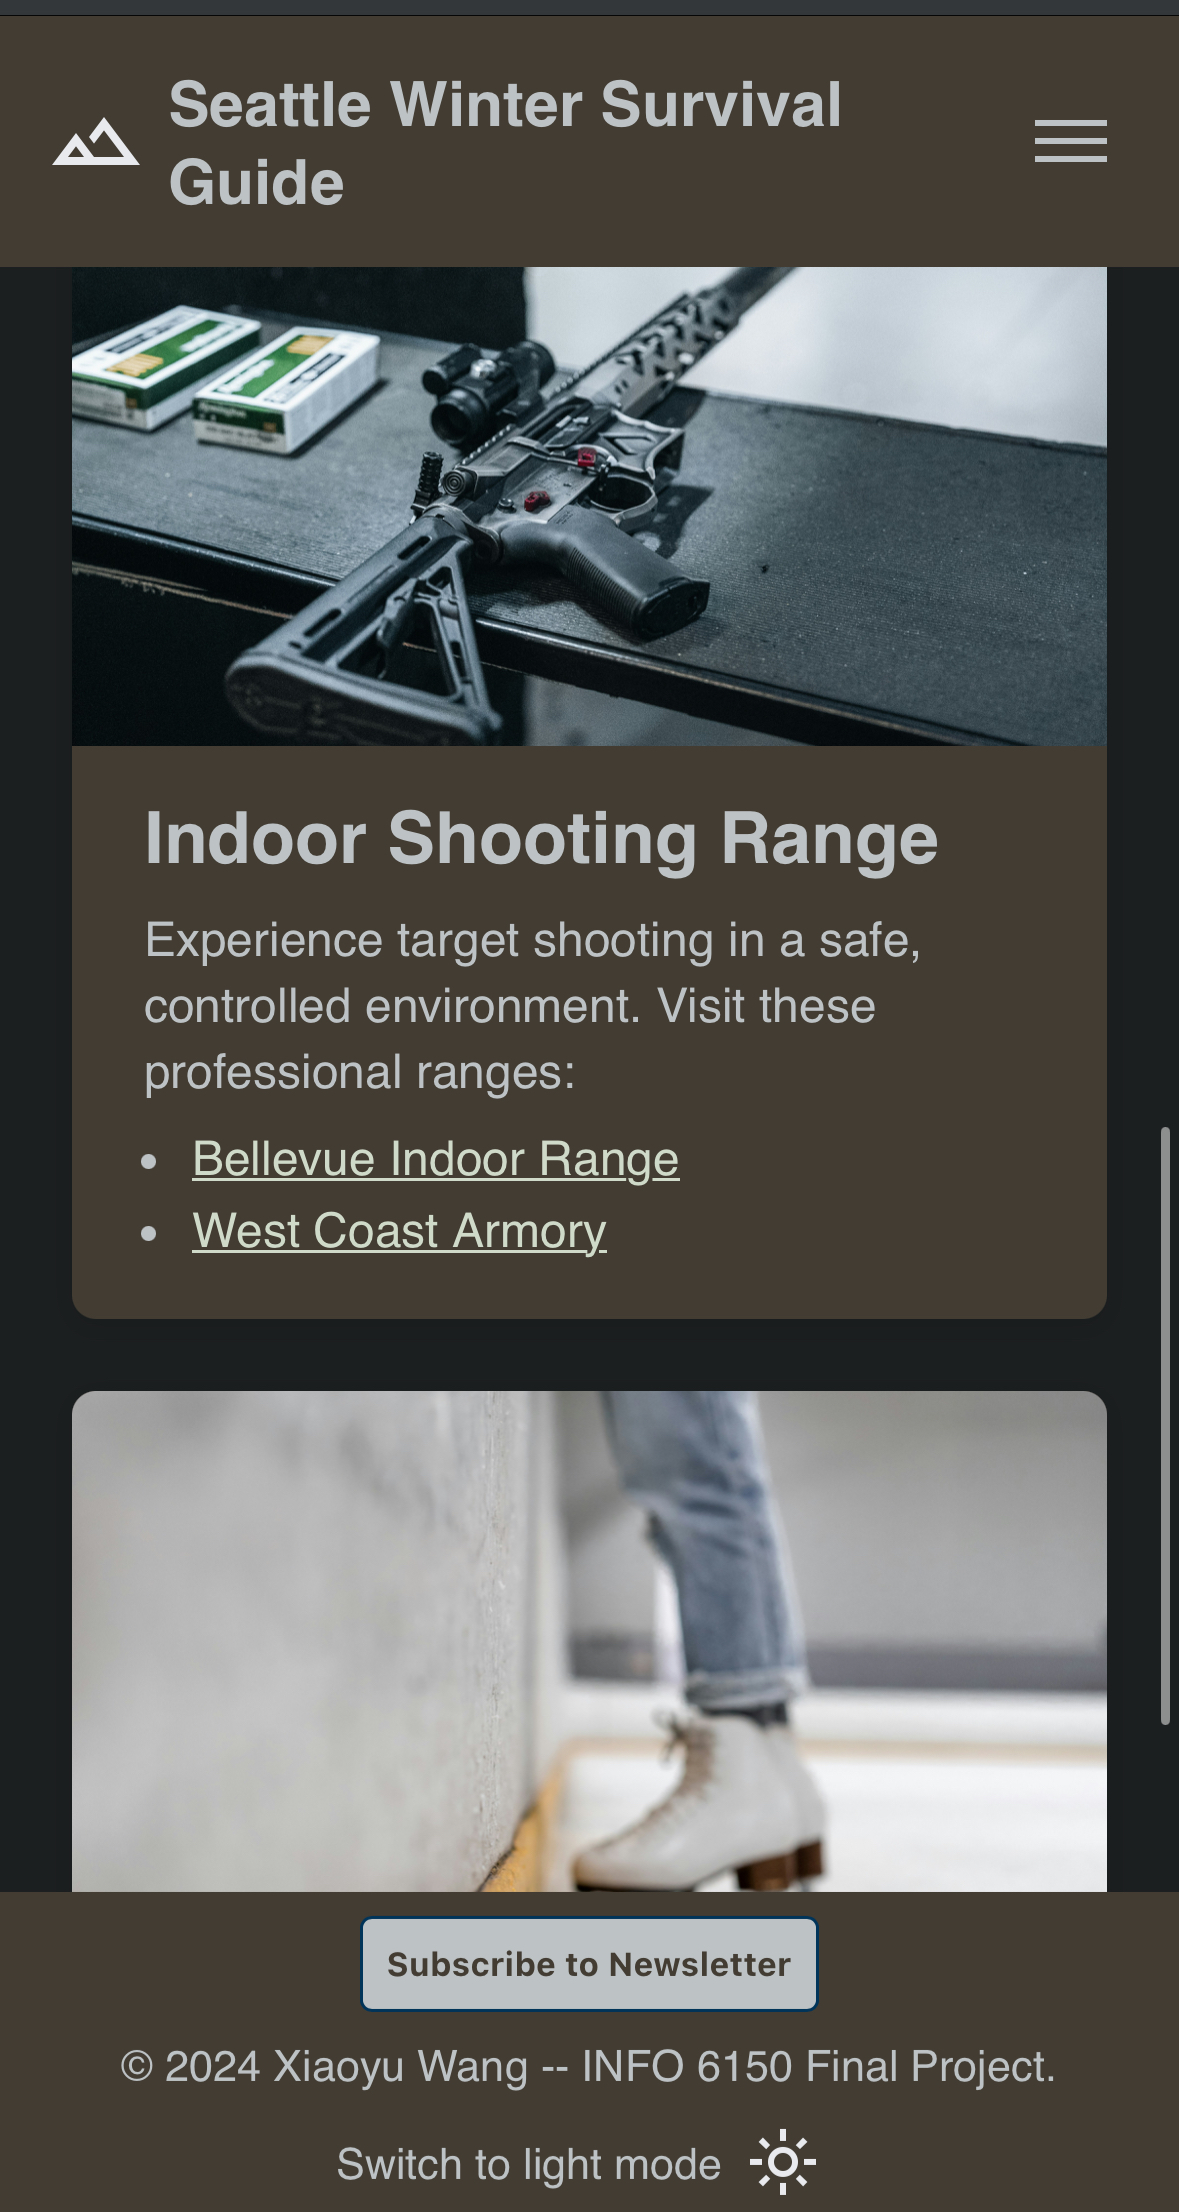 Seattle Winter Survival
Guide
Indoor Shooting Range
Experience target shooting in a safe,
controlled environment. Visit these
professional ranges:
Bellevue Indoor Range
West Coast Armory
Subscribe to Newsletter
© 2024 Xiaoyu Wang -- INFO 6150 Final Project.
Switch to light mode